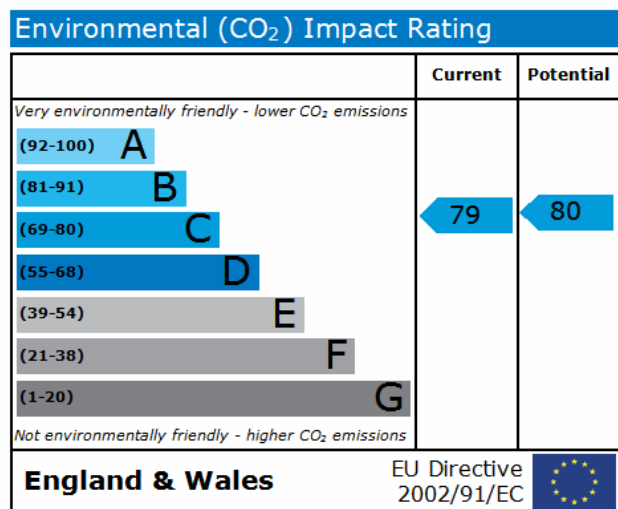 Environmental (CO₂) Impact Rating
Current Potential
Very environmentally friendly - lower CO₂ emissions
(92-100) A
(81-91) B
(69-80) C
79 80
(55-68) D
(39-54) E
(21-38) F
(1-20) G
Not environmentally friendly - higher CO₂ emissions
England & Wales
EU Directive
2002/91/EC